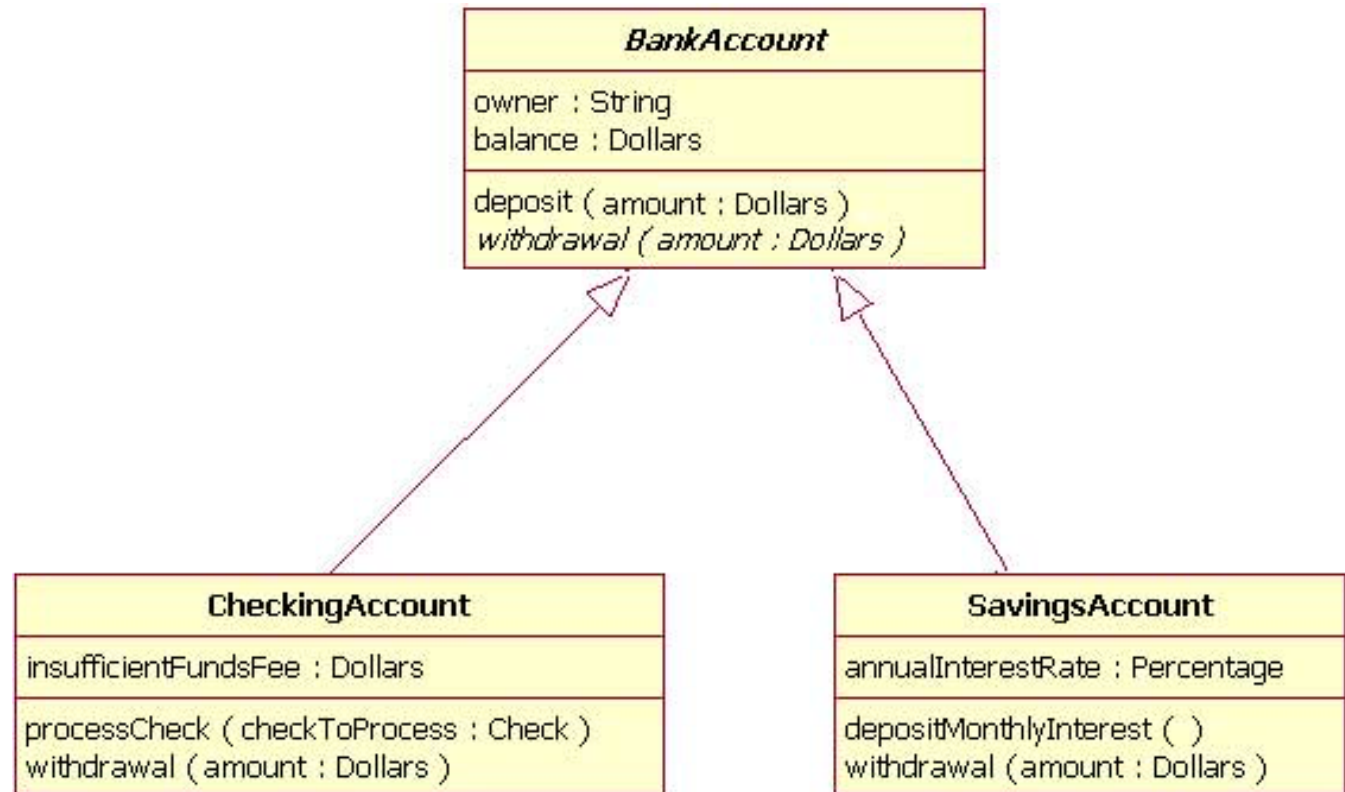 BankAccount
owner : String
balance : Dollars
deposit ( amount : Dollars )
withdrawal ( amount : Dollars )
CheckingAccount
insufficientFundsFee : Dollars
processCheck ( checkToProcess : Check )
withdrawal ( amount : Dollars )
SavingsAccount
annualInterestRate : Percentage
depositMonthlyInterest ( )
withdrawal ( amount : Dollars )